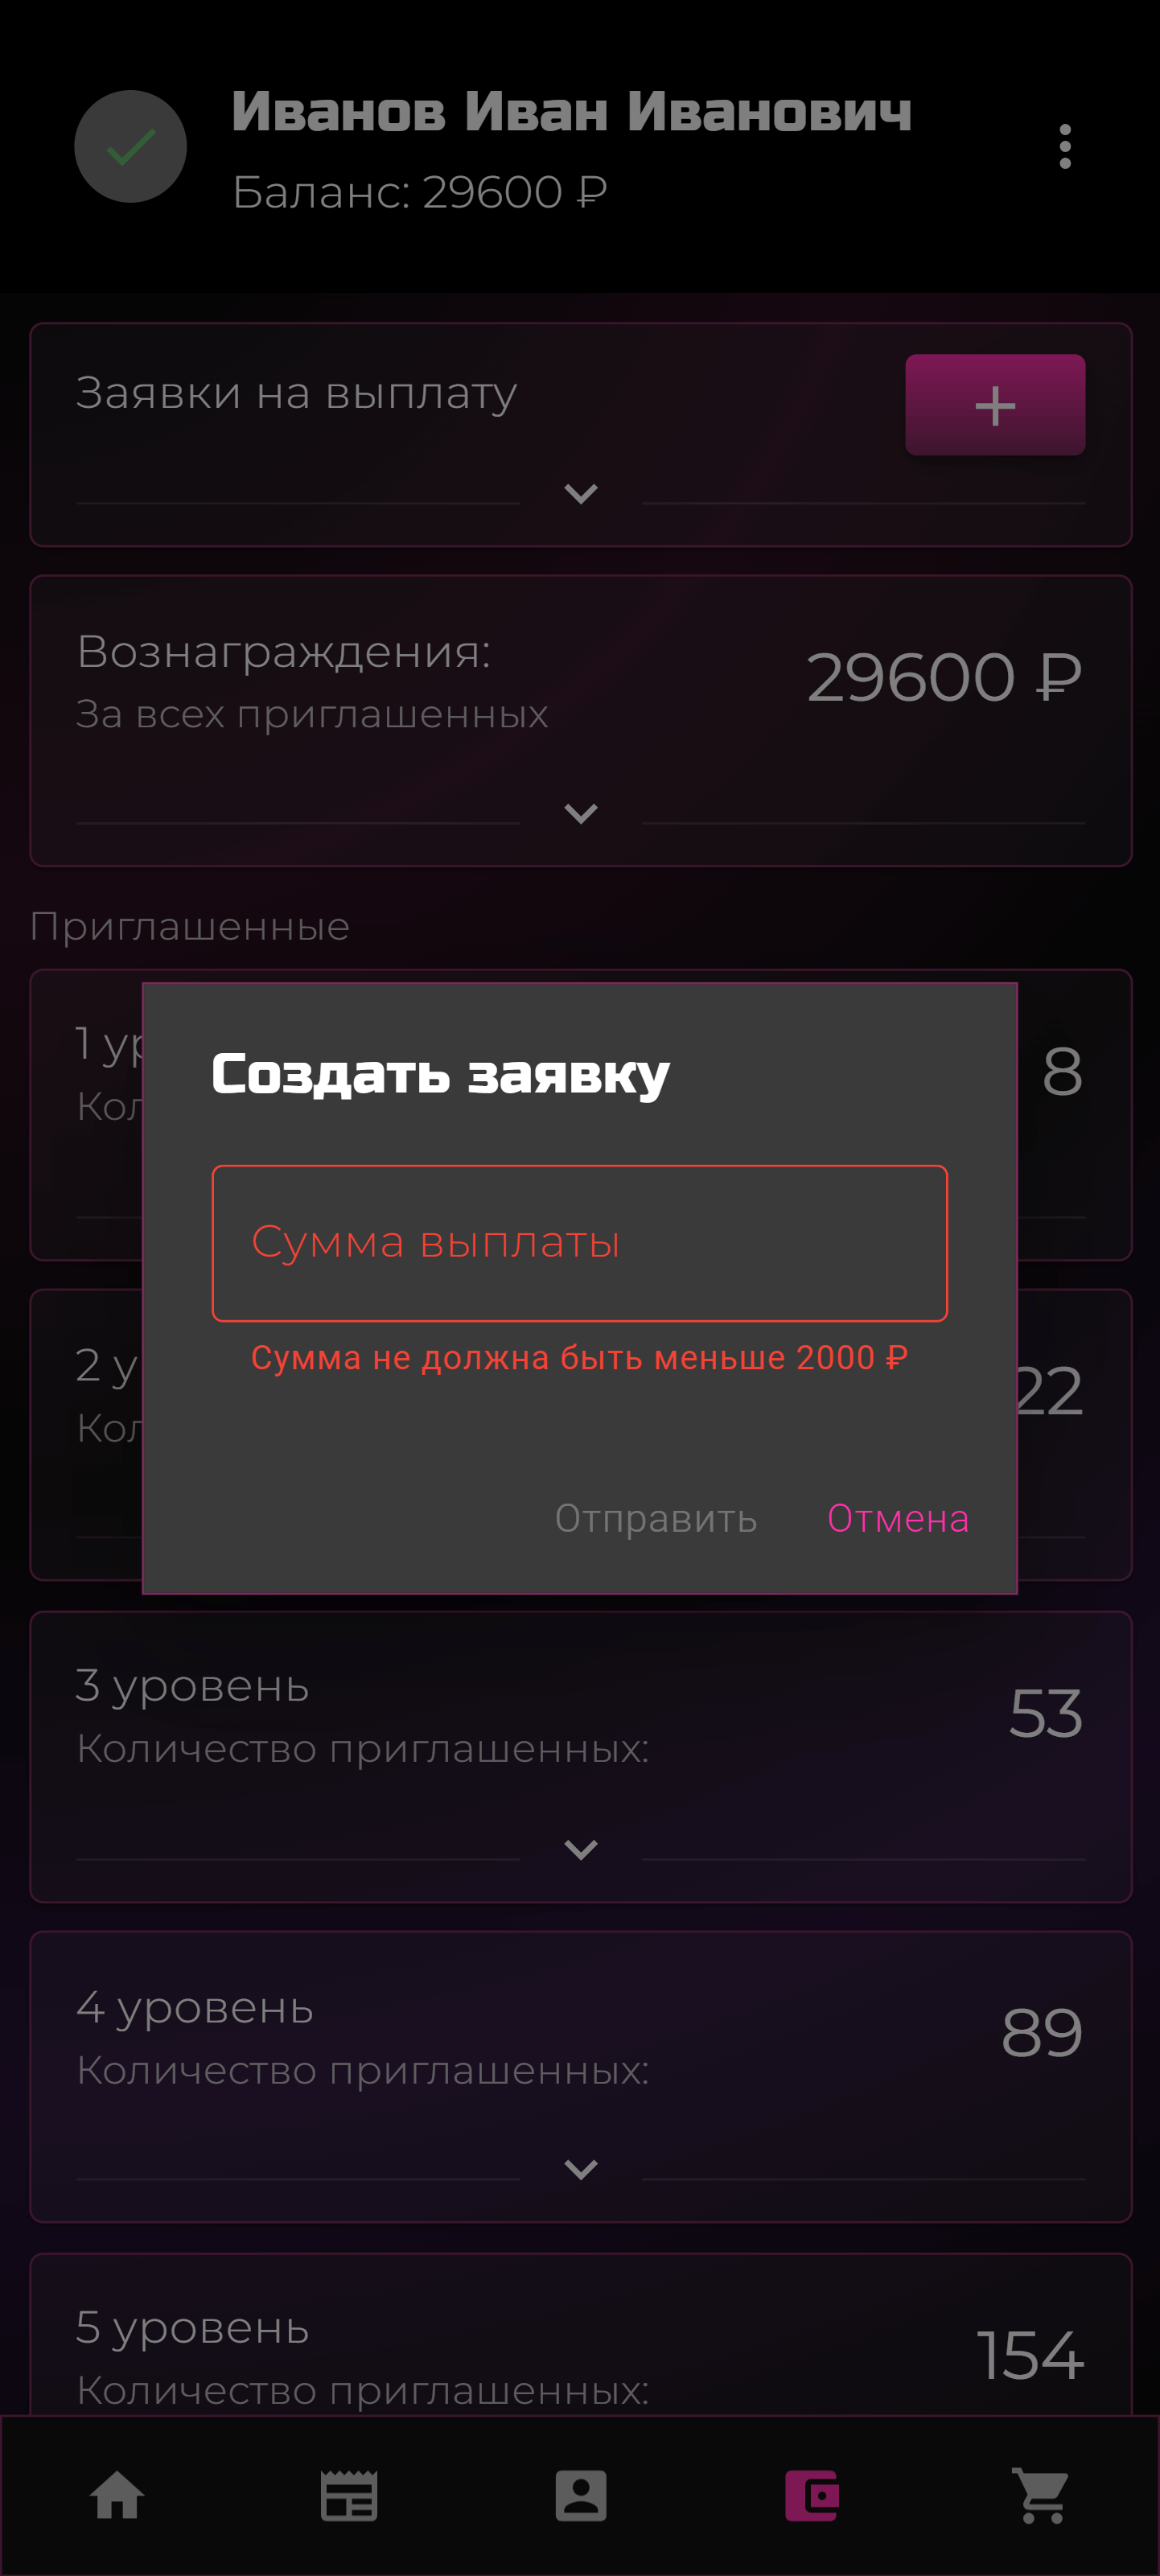 Иванов Иван Иванович
Баланс: 29600 ₽
Заявки на выплату
+
Вознаграждения:
29600 ₽
За всех приглашенных
Приглашенные
1 ур
8
Кол
Создать заявку
Сумма выплаты
Сумма не должна быть меньше 2000 ₽
2 у
22
Кол
Отправить Отмена
3 уровень
53
Количество приглашенных:
4 уровень
89
Количество приглашенных:
5 уровень
154
Количество приглашенных: